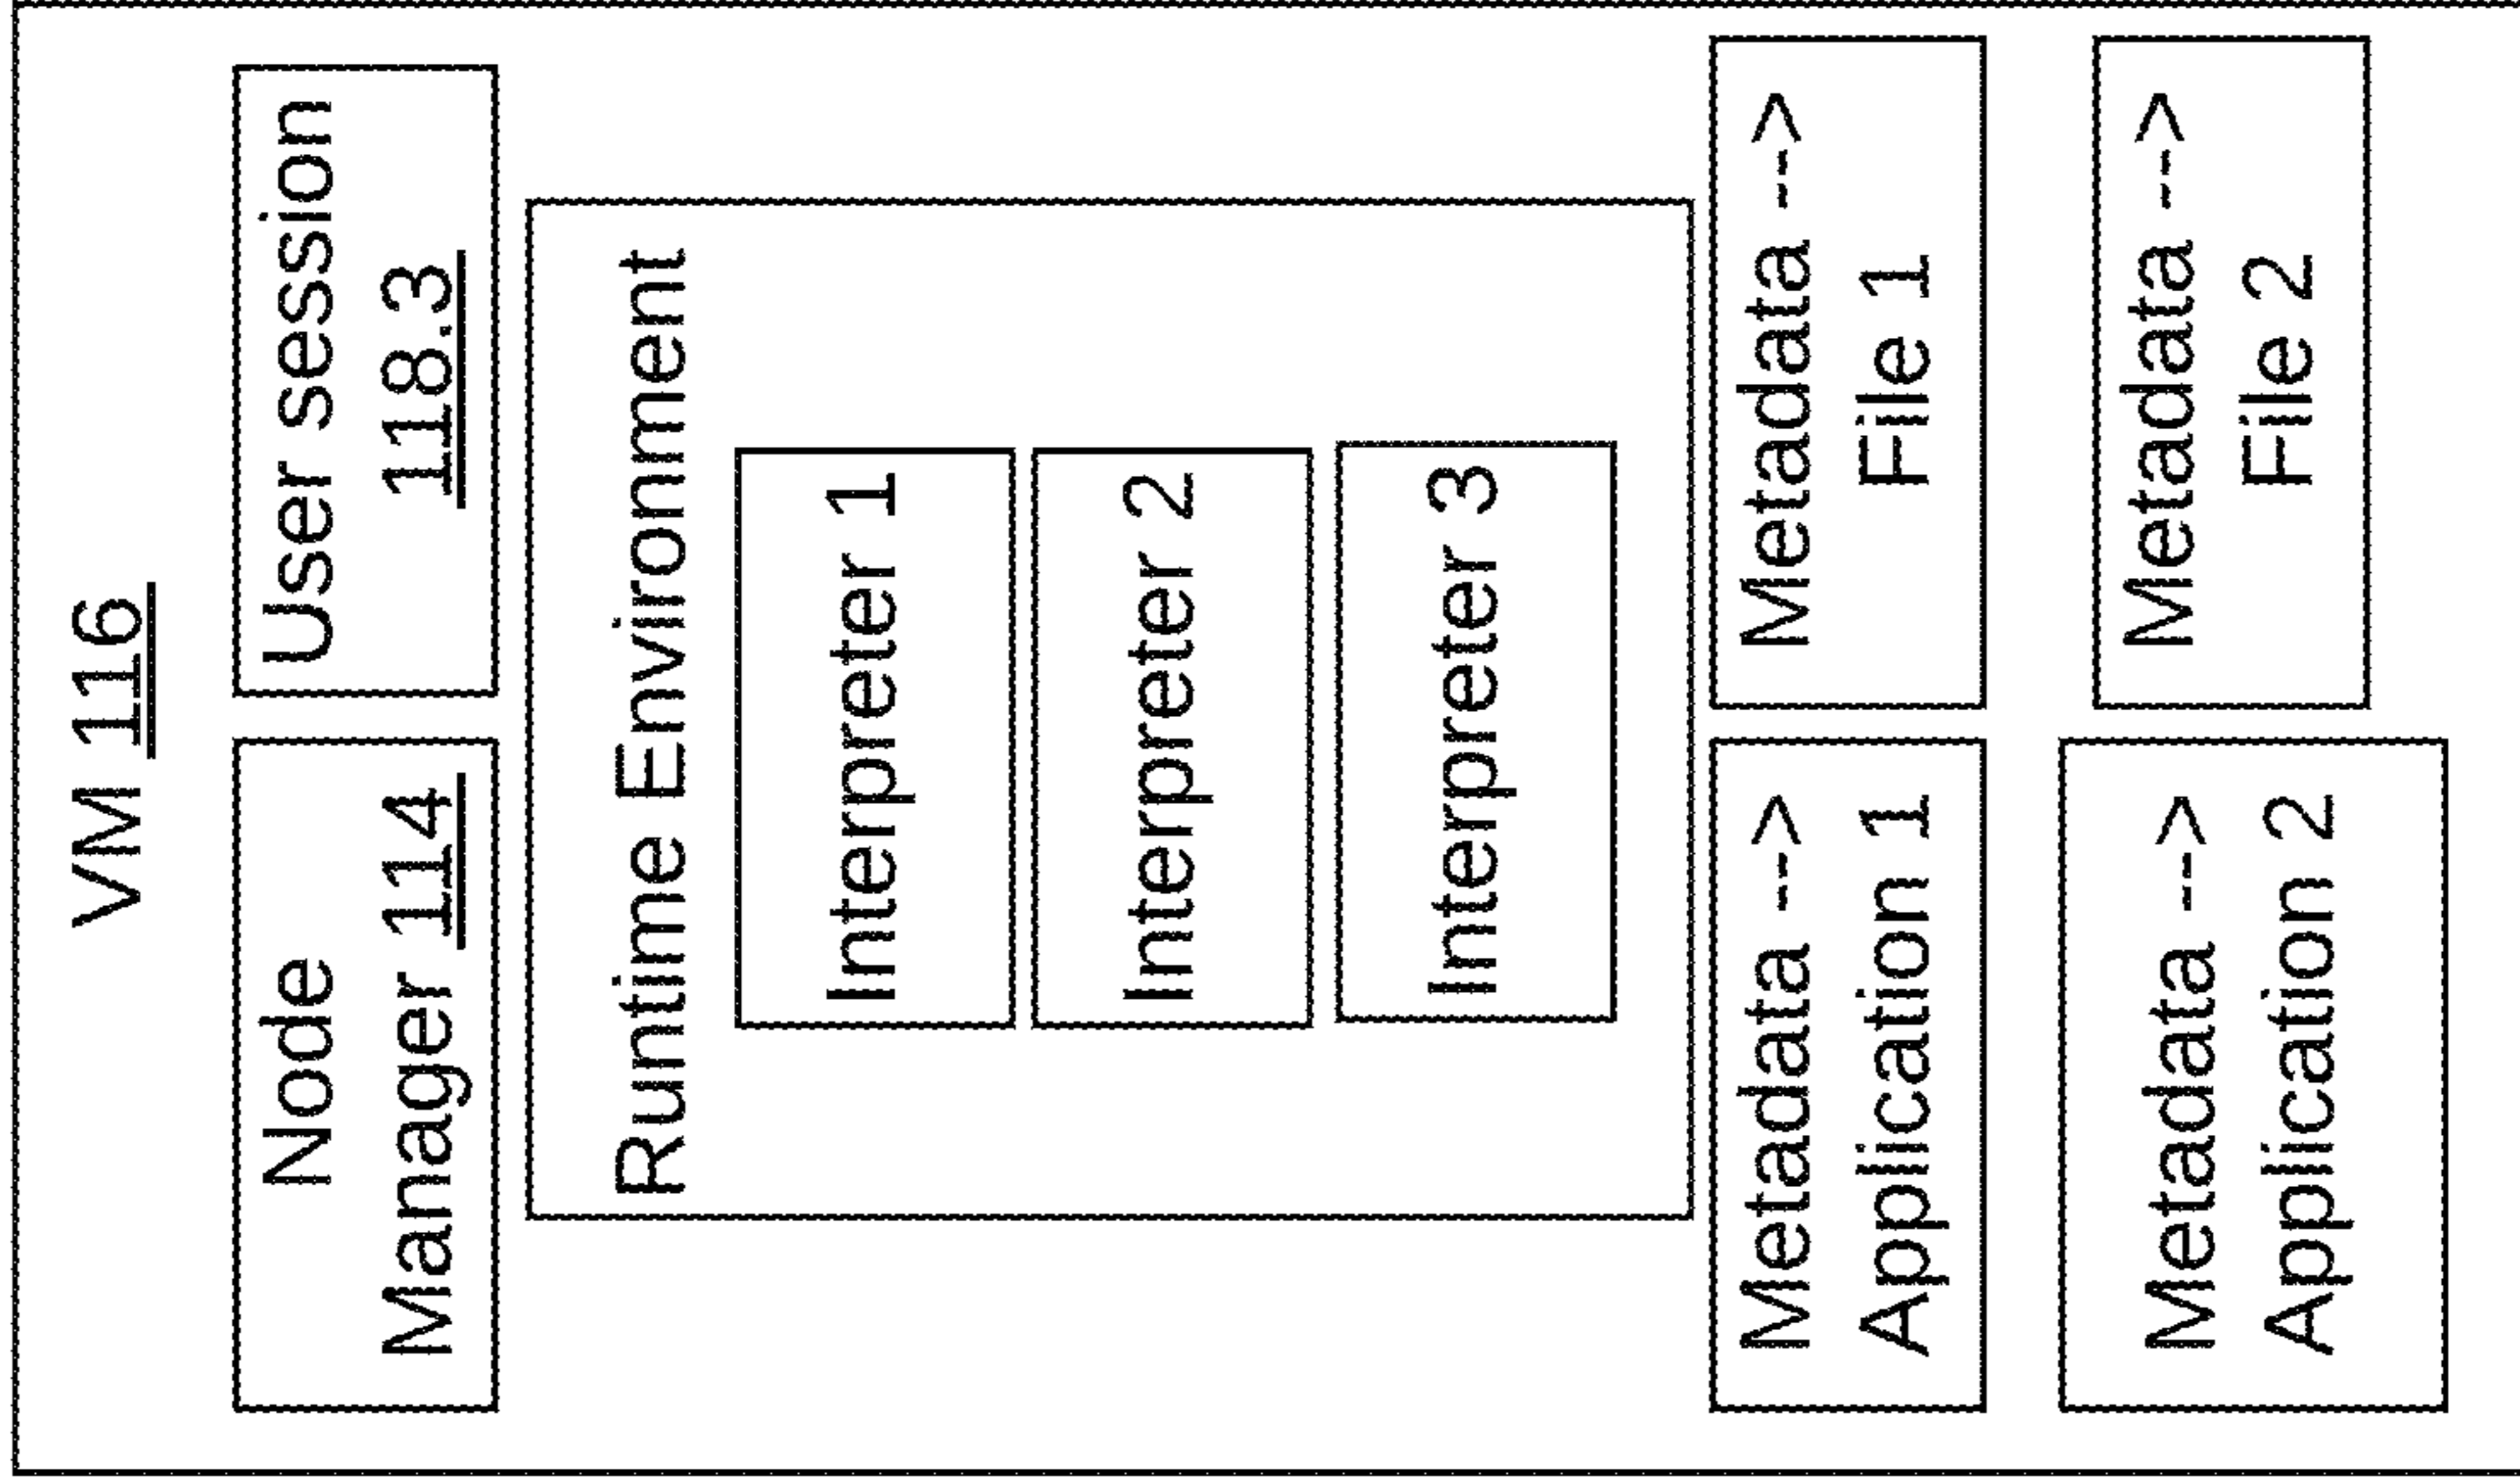 VM 116
Node
Manager 114
User session
118.3
Runtime Environment
Interpreter 1
Interpreter 2
Interpreter 3
Metadata -->
Application 1
Metadata -->
File 1
Metadata -->
Application 2
Metadata -->
File 2